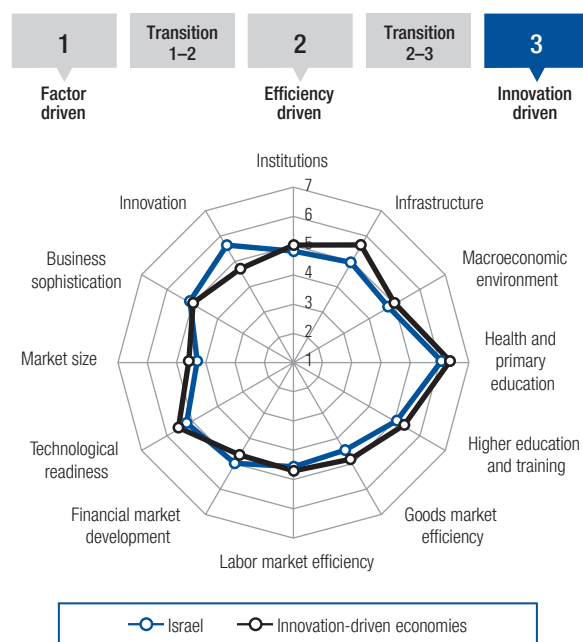 1
Transition
1–2
2
Transition
2–3
3
Factor
driven
Efficiency
driven
Innovation
driven
Institutions
Infrastructure
Macroeconomic
environment
Health and
primary
education
Higher education
and training
Goods market
efficiency
Labor market efficiency
Financial market
development
Technological
readiness
Market size
Business
sophistication
Innovation
7
6
5
4
3
2
1
Israel
Innovation-driven economies